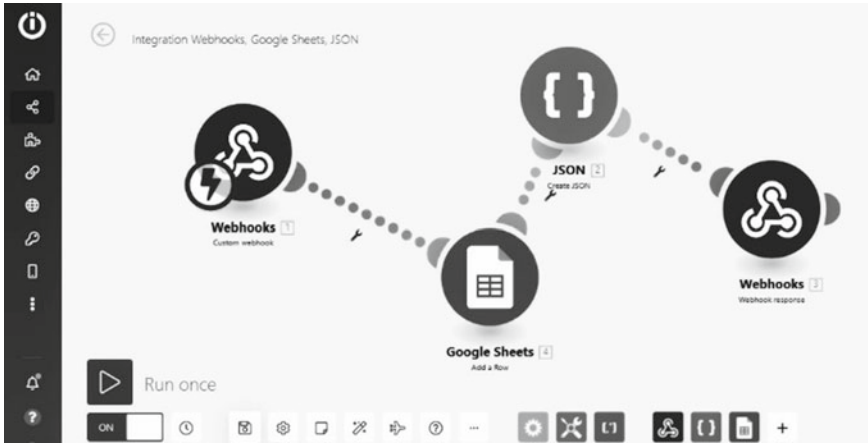 Integration Webhooks, Google Sheets, JSON
JSON 2
Create JSON
Webhooks 1
Custom webhook
Webhooks 3
Webhook response
Google Sheets 4
Add a Row
Run once
ON